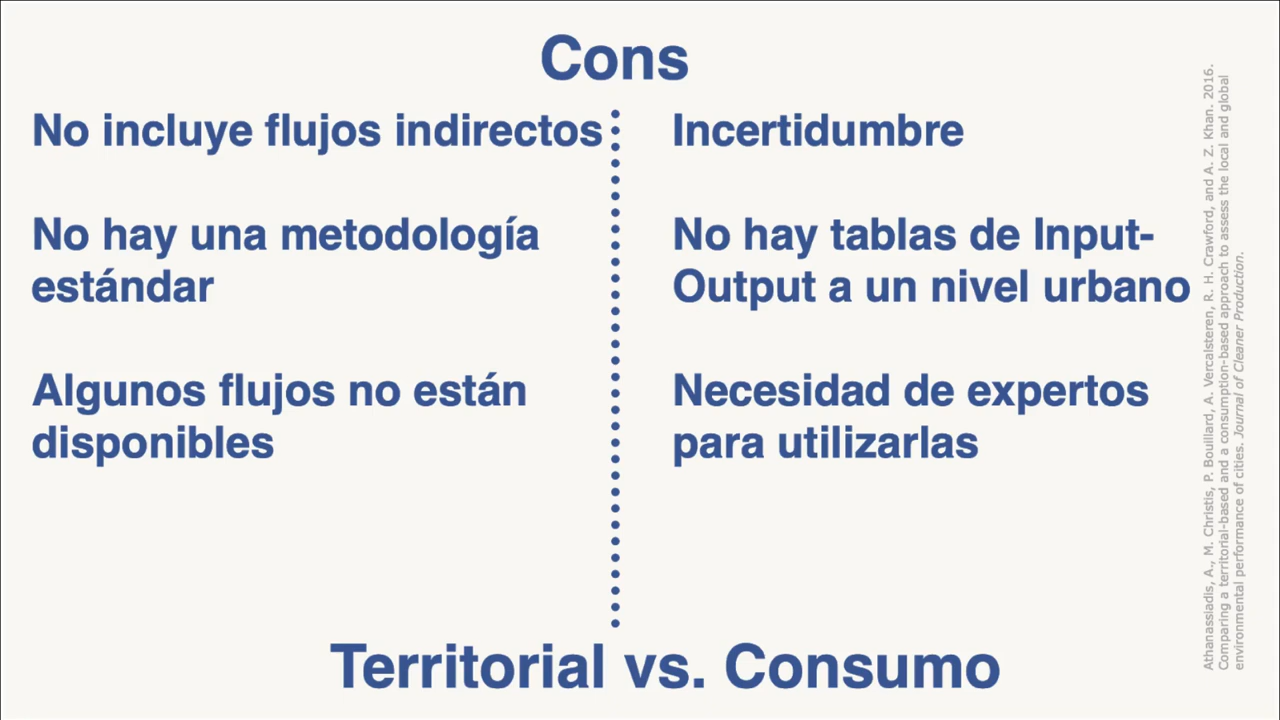 Cons
No incluye flujos indirectos
No hay una metodología
estándar
Algunos flujos no están
disponibles
Incertidumbre
No hay tablas de Input-
Output a un nivel urbano
Necesidad de expertos
para utilizarlas
Territorial vs. Consumo
Athanassiadis, A., M. Christis, P. Bouillard, A. Vercalsteren, R. H. Crawford, and A. Z. Khan. 2016.
Comparing a territorial-based and a consumption-based approach to assess the local and global
environmental performance of cities. Journal of Cleaner Production.